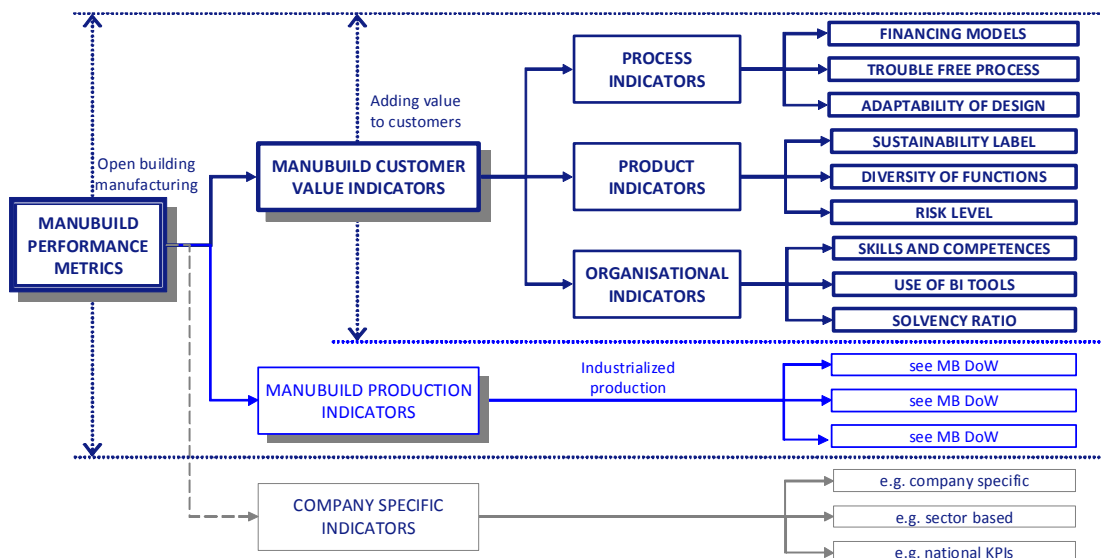 FINANCING MODELS
PROCESS
INDICATORS
TROUBLE FREE PROCESS
ADAPTABILITY OF DESIGN
Adding value
to customers
SUSTAINABILITY LABEL
Open building
manufacturing
MANUBUILD CUSTOMER
VALUE INDICATORS
PRODUCT
INDICATORS
DIVERSITY OF FUNCTIONS
RISK LEVEL
MANUBUILD
PERFORMANCE
METRICS
SKILLS AND COMPETENCES
ORGANISATIONAL
INDICATORS
USE OF BI TOOLS
SOLVENCY RATIO
Industrialized
production
see MB DoW
MANUBUILD PRODUCTION
INDICATORS
see MB DoW
see MB DoW
e.g. company specific
COMPANY SPECIFIC
INDICATORS
e.g. sector based
e.g. national KPIs